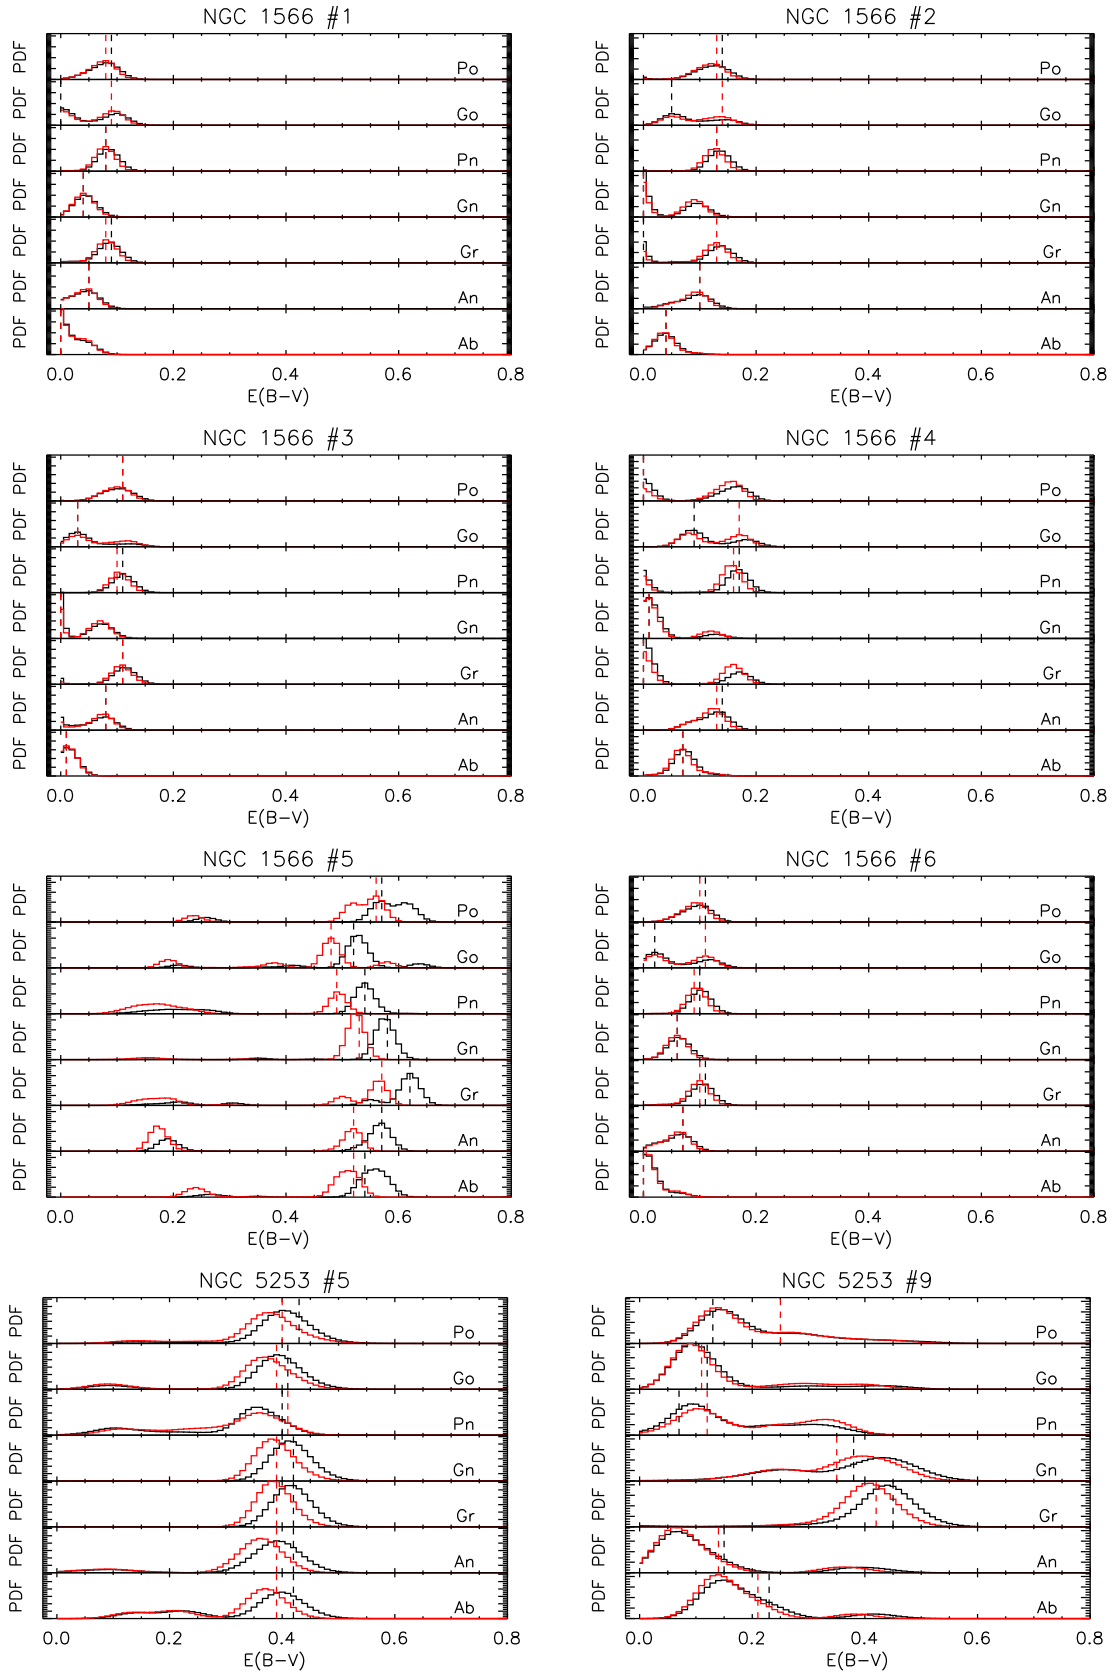 NGC 1566 #1
PDF Po
PDF Go
PDF Pn
PDF Gn
PDF Gr
PDF An
PDF Ab
0.0 0.2 0.4 0.6 0.8
E(B−V)
NGC 1566 #2
PDF Po
PDF Go
PDF Pn
PDF Gn
PDF Gr
PDF An
PDF Ab
0.0 0.2 0.4 0.6 0.8
E(B−V)
NGC 1566 #3
PDF Po
PDF Go
PDF Pn
PDF Gn
PDF Gr
PDF An
PDF Ab
0.0 0.2 0.4 0.6 0.8
E(B−V)
NGC 1566 #4
PDF Po
PDF Go
PDF Pn
PDF Gn
PDF Gr
PDF An
PDF Ab
0.0 0.2 0.4 0.6 0.8
E(B−V)
NGC 1566 #5
PDF Po
PDF Go
PDF Pn
PDF Gn
PDF Gr
PDF An
PDF Ab
0.0 0.2 0.4 0.6 0.8
E(B−V)
NGC 1566 #6
PDF Po
PDF Go
PDF Pn
PDF Gn
PDF Gr
PDF An
PDF Ab
0.0 0.2 0.4 0.6 0.8
E(B−V)
NGC 5253 #5
PDF Po
PDF Go
PDF Pn
PDF Gn
PDF Gr
PDF An
PDF Ab
0.0 0.2 0.4 0.6 0.8
E(B−V)
NGC 5253 #9
PDF Po
PDF Go
PDF Pn
PDF Gn
PDF Gr
PDF An
PDF Ab
0.0 0.2 0.4 0.6 0.8
E(B−V)